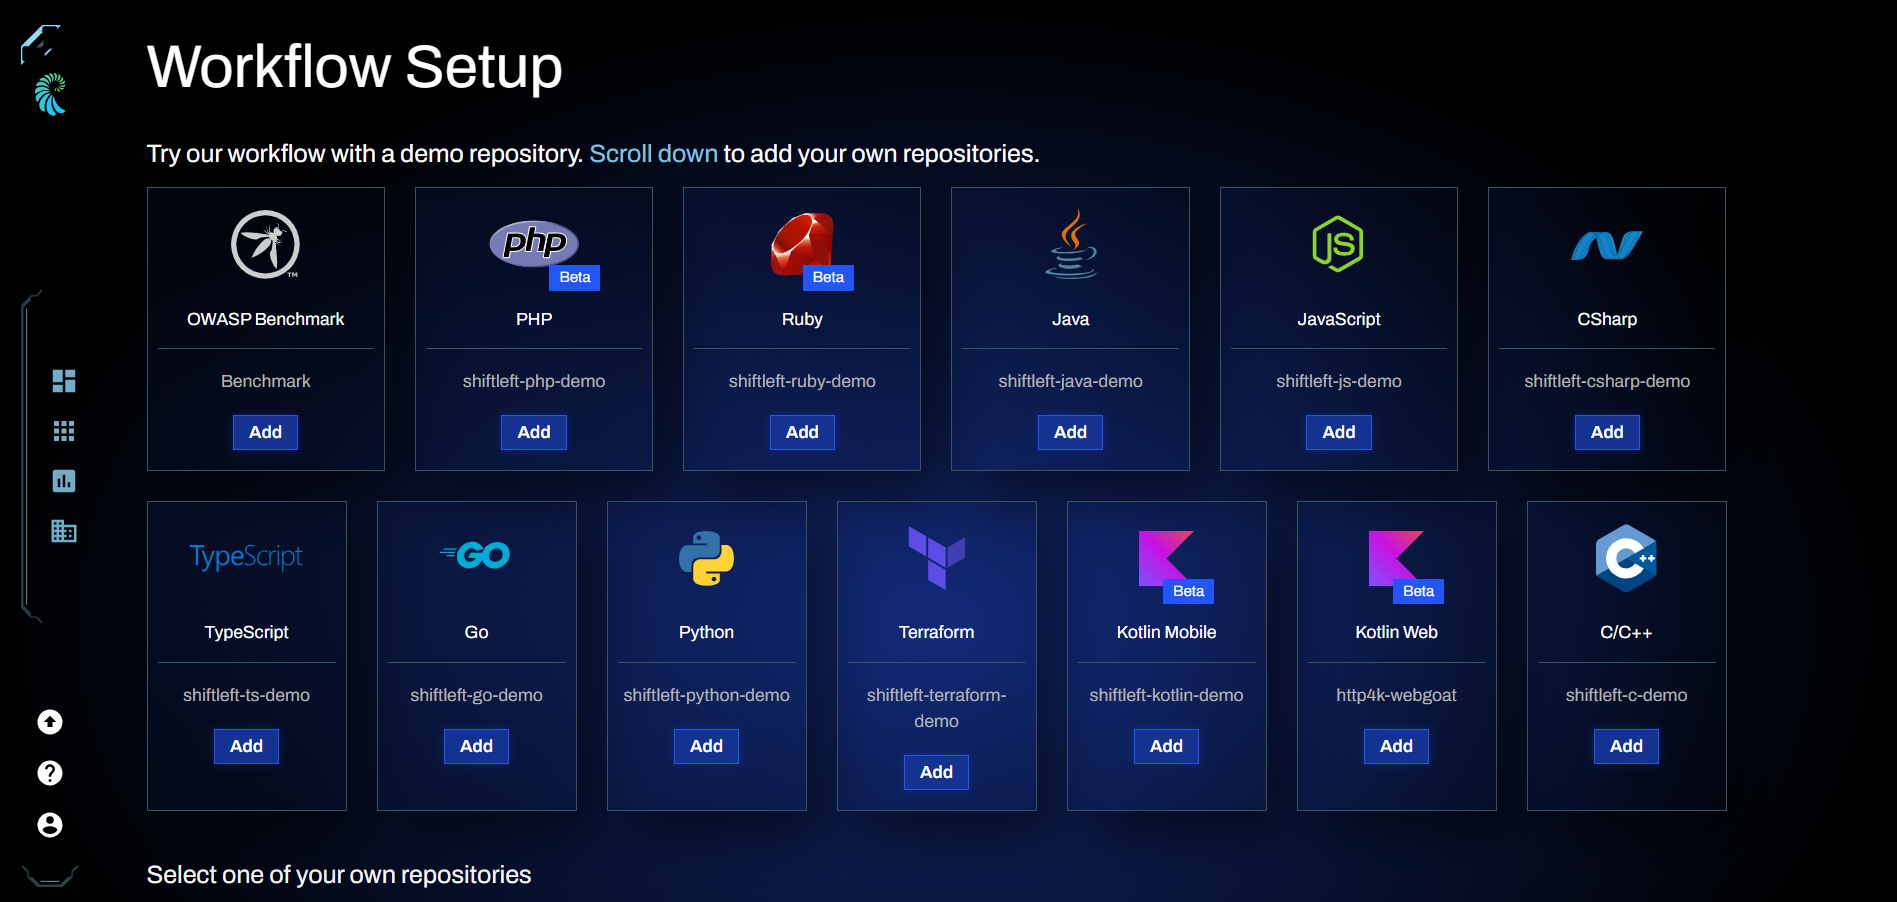 Workflow Setup
Try our workflow with a demo repository. Scroll down to add your own repositories.
TM
OWASP Benchmark
Benchmark
Add
php
Beta
PHP
shiftleft-php-demo
Add
Beta
Ruby
shiftleft-ruby-demo
Add
Java
shiftleft-java-demo
Add
JS
JavaScript
shiftleft-js-demo
Add
CSharp
shiftleft-csharp-demo
Add
TypeScript
TypeScript
shiftleft-ts-demo
Add
GO
Go
shiftleft-go-demo
Add
Python
shiftleft-python-demo
Add
Terraform
shiftleft-terraform-
demo
Add
Beta
Kotlin Mobile
shiftleft-kotlin-demo
Add
Beta
Kotlin Web
http4k-webgoat
Add
C++
C/C++
shiftleft-c-demo
Add
Select one of your own repositories